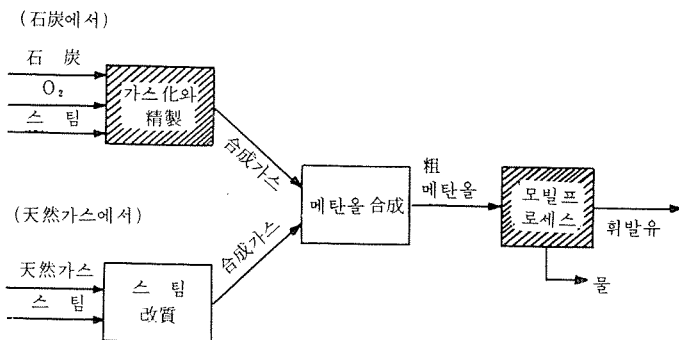 (石炭에서)
石 炭
O₂
스 팀
가스化와
精製
合成가스
粗
메탄올
메탄올 合成
모빌프
로세스
휘발유
물
(天然가스에서)
合成가스
天然가스
스 팀
스 팀
改質